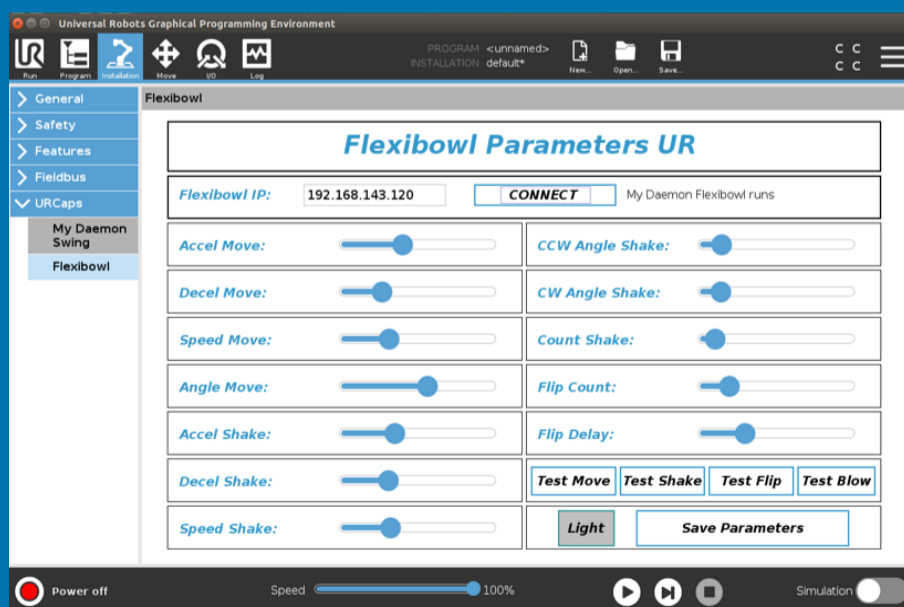 Universal Robots Graphical Programming Environment
UR
PROGRAM <unnamed>
INSTALLATION default*
Run Program Installation Move I/O Log New... Open... Save...
C C
C C
General
Safety
Features
Fieldbus
URCaps
My Daemon
Swing
Flexibowl
Flexibowl
Flexibowl Parameters UR
Flexibowl IP: 192.168.143.120 CONNECT My Daemon Flexibowl runs
Accel Move: CCW Angle Shake:
Decel Move: CW Angle Shake:
Speed Move: Count Shake:
Angle Move: Flip Count:
Accel Shake: Flip Delay:
Decel Shake: Test Move Test Shake Test Flip Test Blow
Speed Shake: Light Save Parameters
Power off Speed 100% Simulation